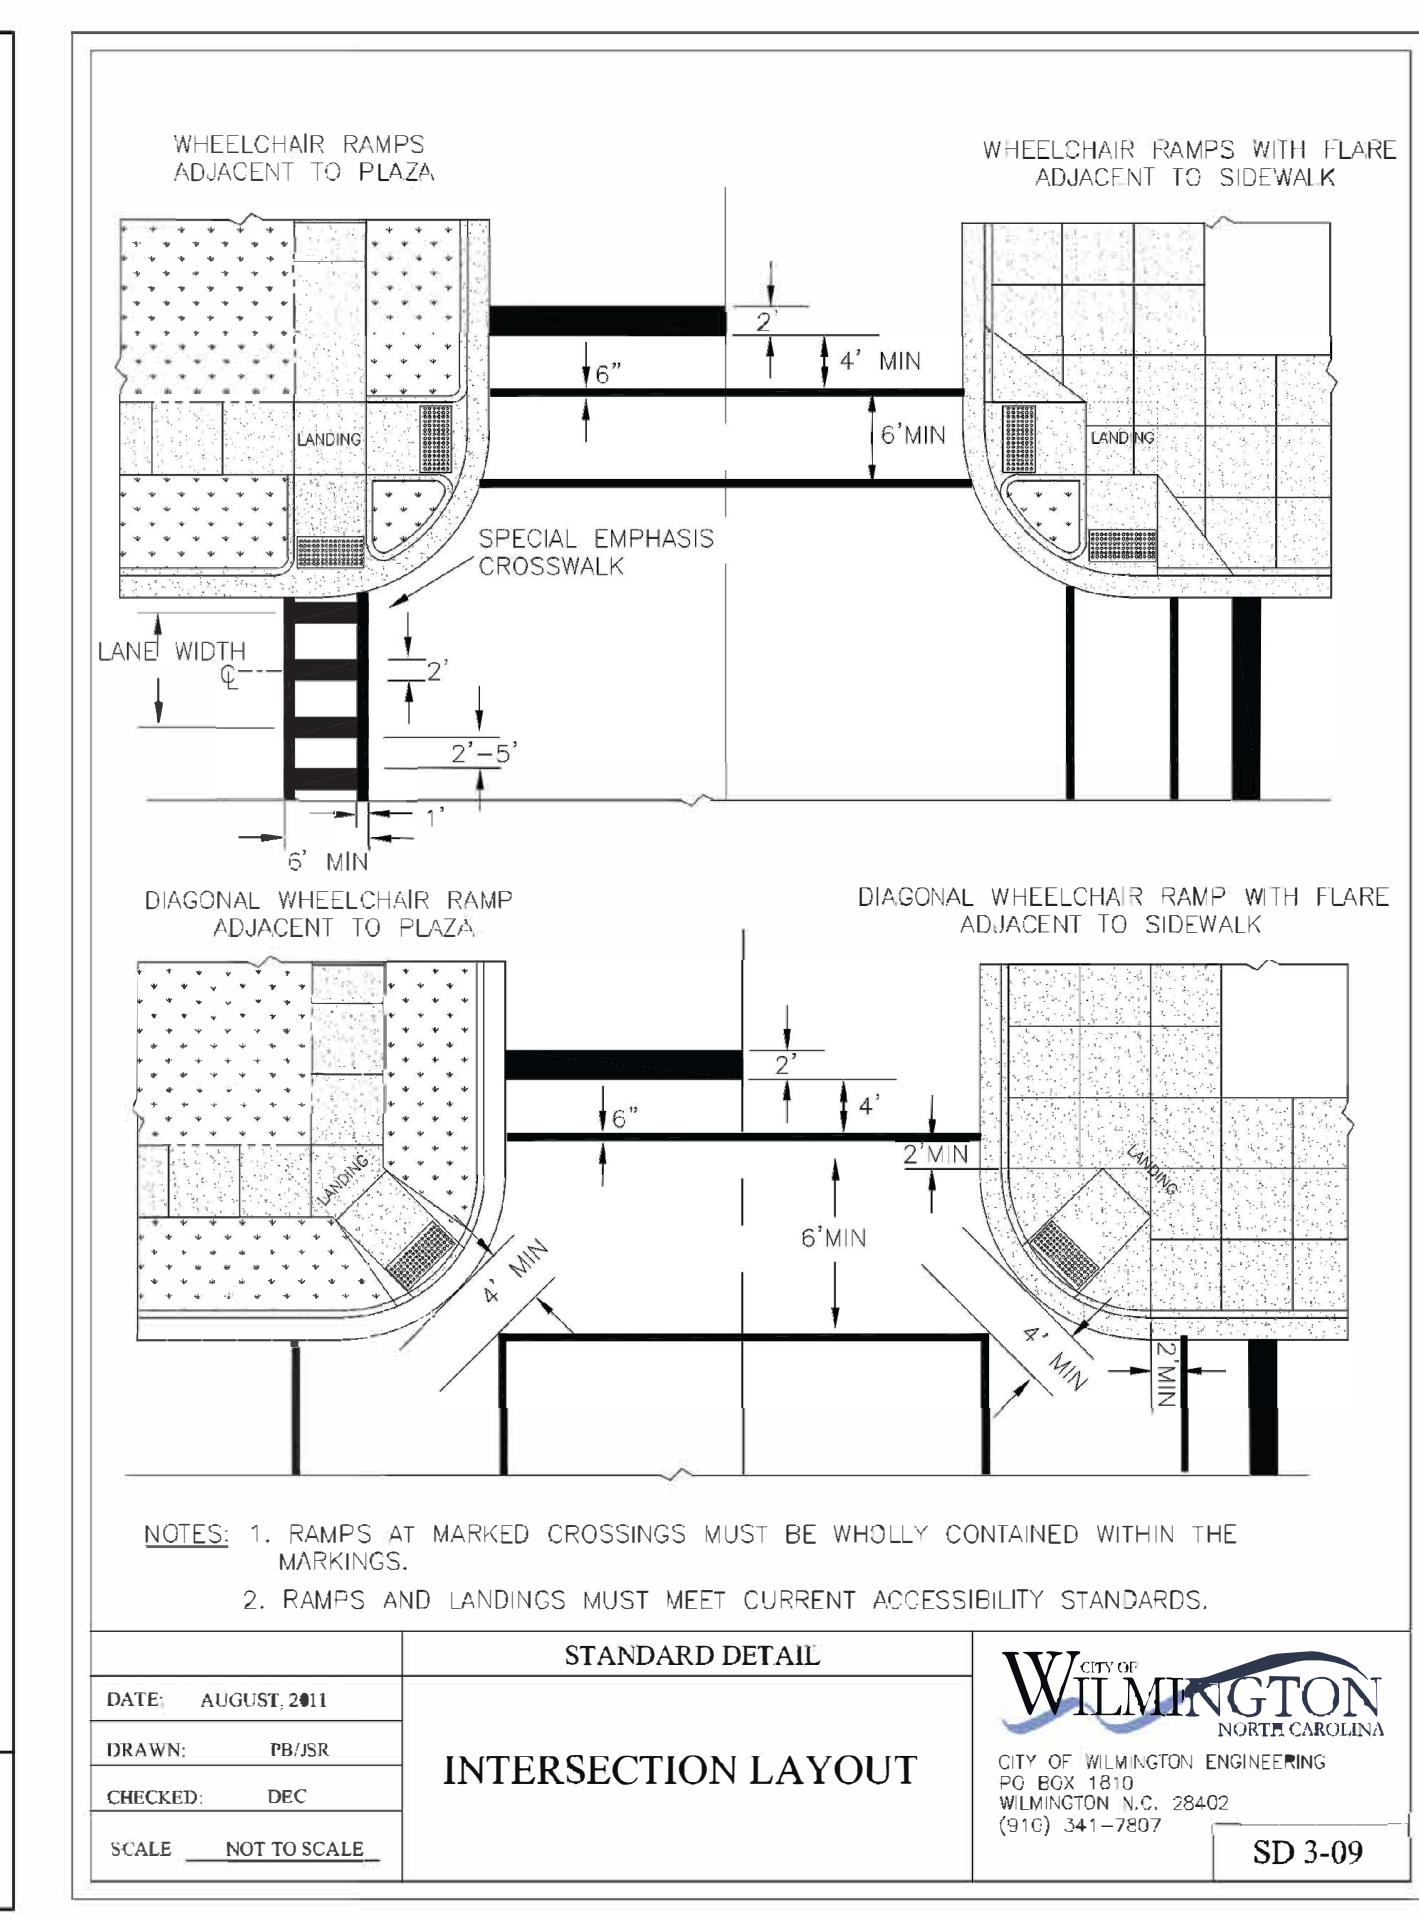 WHEELCHAIR RAMPS
ADJACENT TO PLAZA
WHEELCHAIR RAMPS WITH FLARE
ADJACENT TO SIDEWALK
2'
4' MIN
6"
6'MIN
LANDING
LANDING
SPECIAL EMPHASIS
CROSSWALK
LANE WIDTH
℄
2'
2'-5'
1'
6' MIN
DIAGONAL WHEELCHAIR RAMP
ADJACENT TO PLAZA
DIAGONAL WHEELCHAIR RAMP WITH FLARE
ADJACENT TO SIDEWALK
2'
4'
6"
2'MIN
LANDING
LANDING
6'MIN
4' MIN
4' MIN
2'MIN
NOTES: 1. RAMPS AT MARKED CROSSINGS MUST BE WHOLLY CONTAINED WITHIN THE
MARKINGS.
2. RAMPS AND LANDINGS MUST MEET CURRENT ACCESSIBILITY STANDARDS.
STANDARD DETAIL
DATE: AUGUST, 2011
DRAWN: PB/JSR
CHECKED: DEC
SCALE NOT TO SCALE
INTERSECTION LAYOUT
CITY OF
WILMINGTON
NORTH CAROLINA
CITY OF WILMINGTON ENGINEERING
PO BOX 1810
WILMINGTON N.C. 28402
(910) 341-7807
SD 3-09